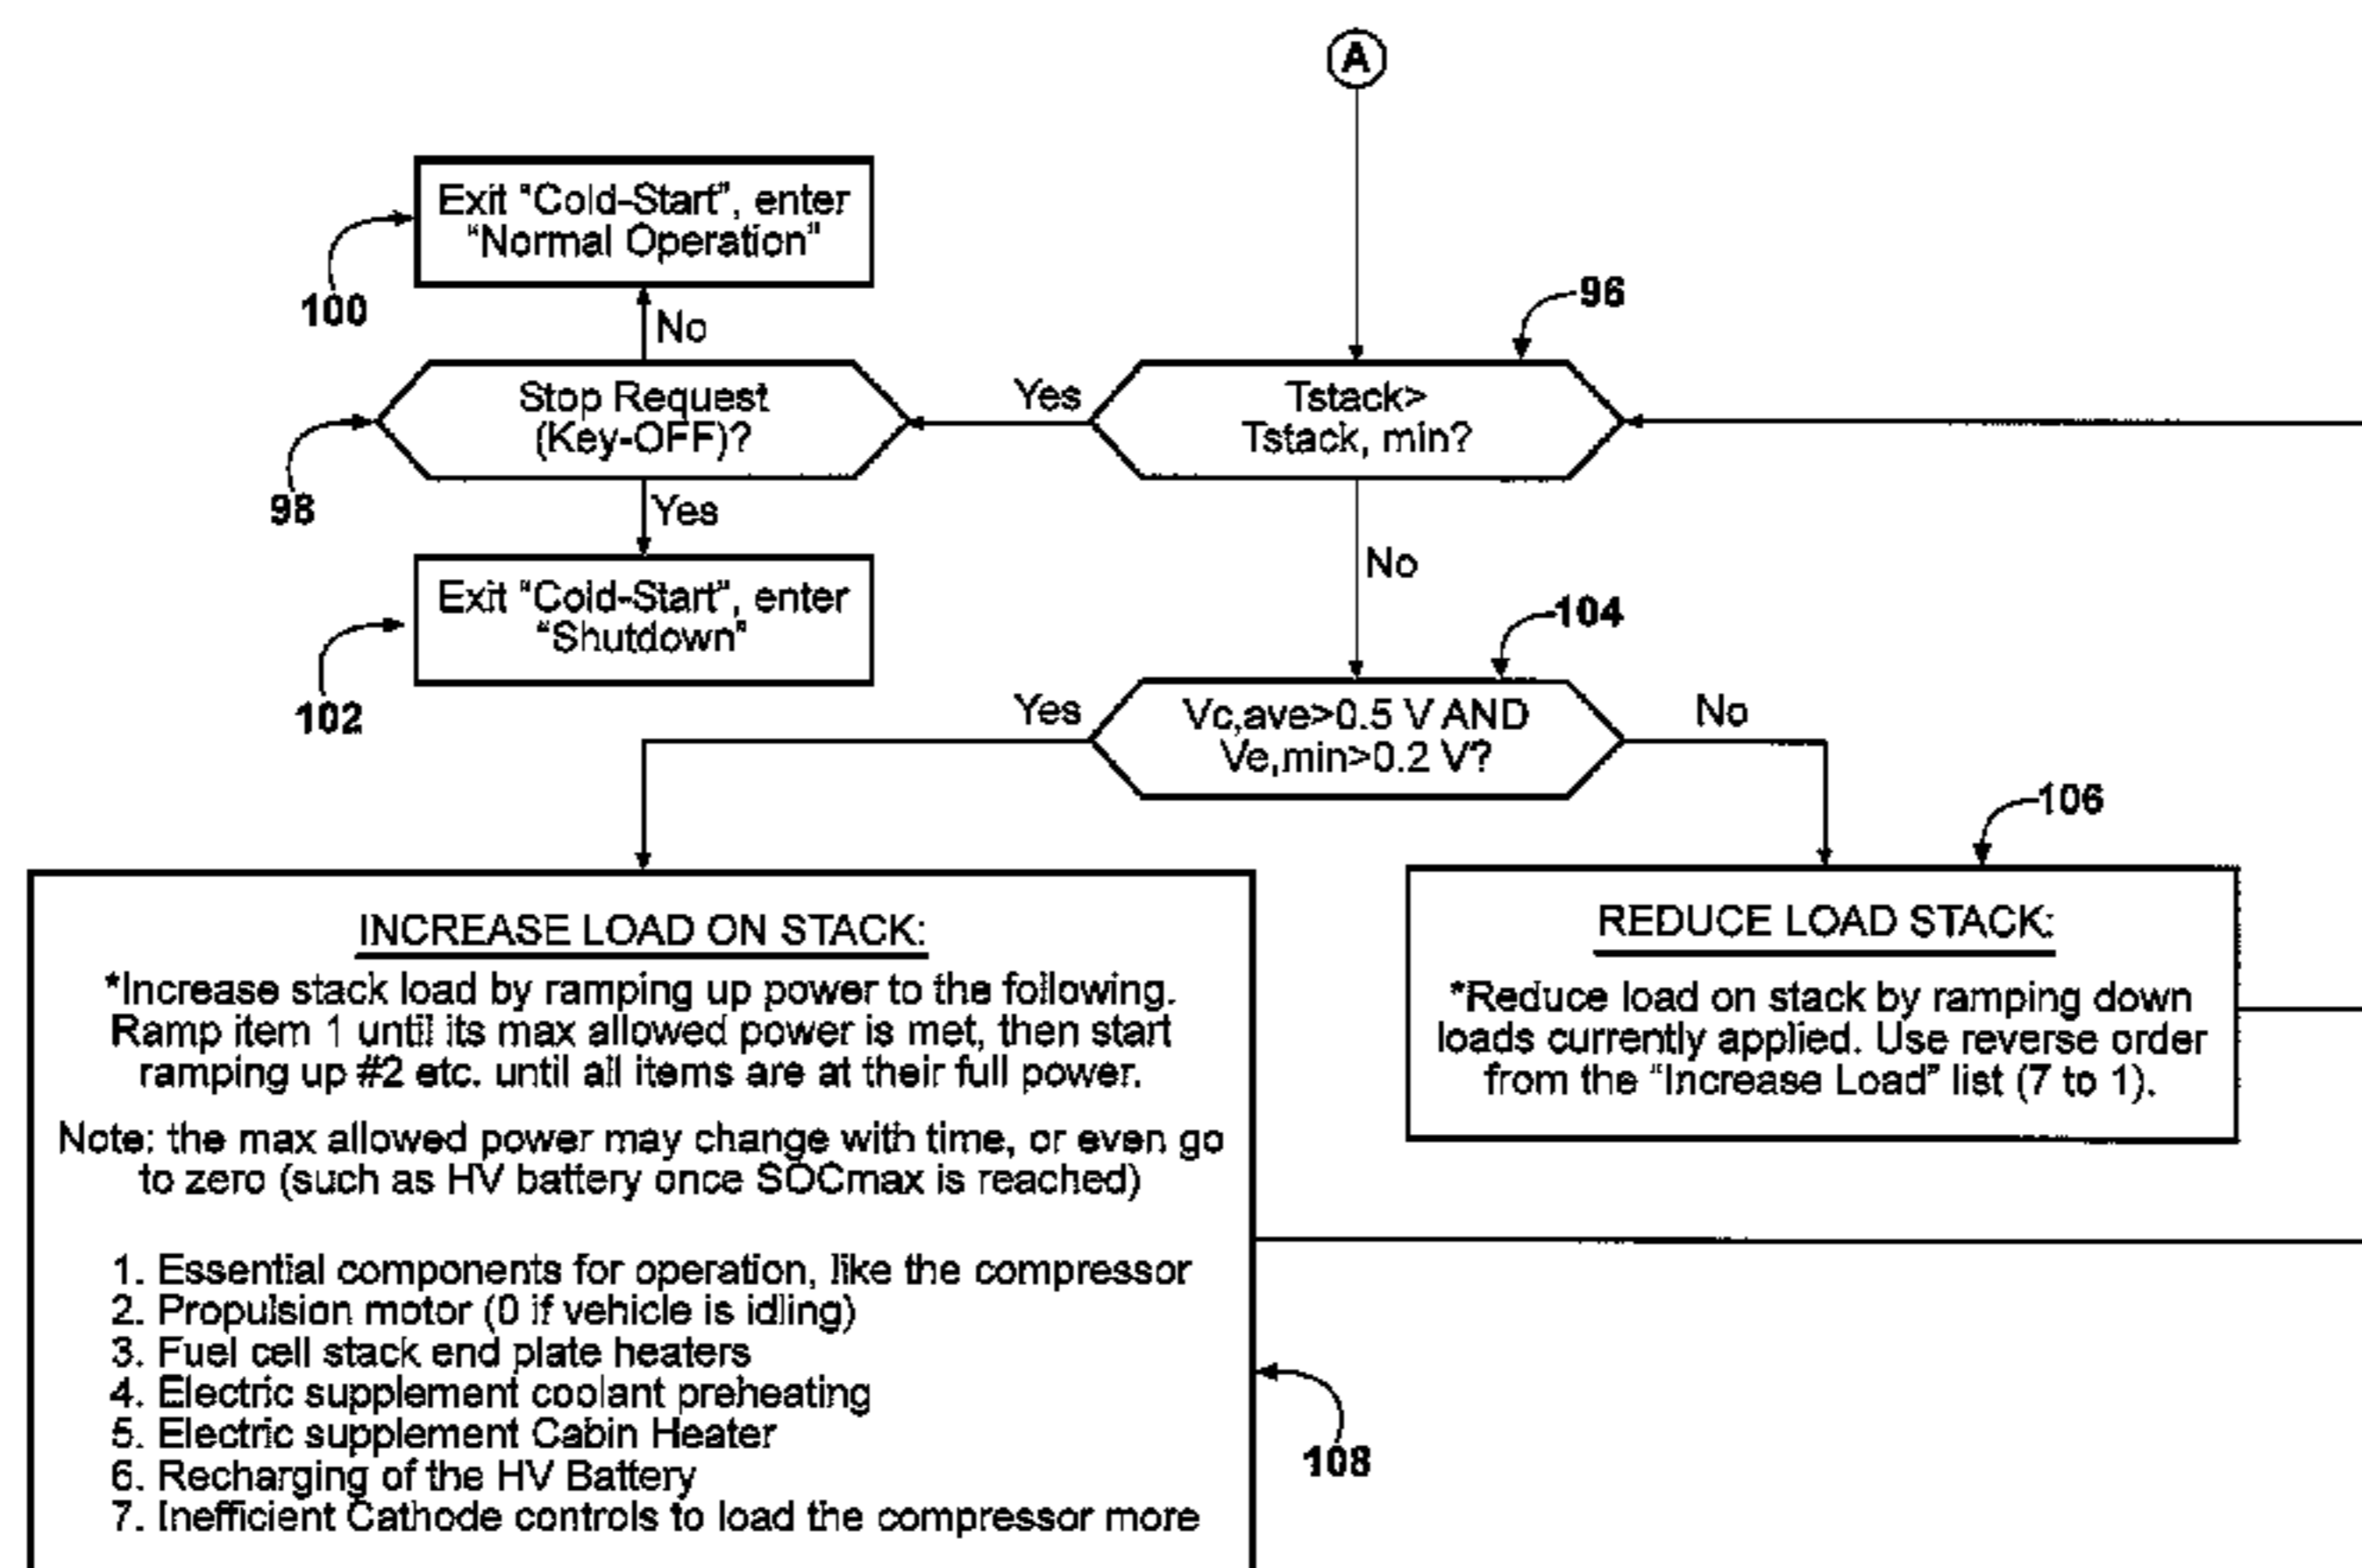 A
Exit "Cold-Start", enter
"Normal Operation"
100
No
96
Stop Request
(Key-OFF)?
Yes
Tstack>
Tstack, min?
98
Yes
No
Exit "Cold-Start", enter
"Shutdown"
102
104
Yes
Vc,ave>0.5 V AND
Ve,min>0.2 V?
No
106
INCREASE LOAD ON STACK:
*Increase stack load by ramping up power to the following.
Ramp item 1 until its max allowed power is met, then start
ramping up #2 etc. until all items are at their full power.
Note: the max allowed power may change with time, or even go
to zero (such as HV battery once SOCmax is reached)
1. Essential components for operation, like the compressor
2. Propulsion motor (0 if vehicle is idling)
3. Fuel cell stack end plate heaters
4. Electric supplement coolant preheating
5. Electric supplement Cabin Heater
6. Recharging of the HV Battery
7. Inefficient Cathode controls to load the compressor more
108
REDUCE LOAD STACK:
*Reduce load on stack by ramping down
loads currently applied. Use reverse order
from the "Increase Load" list (7 to 1).